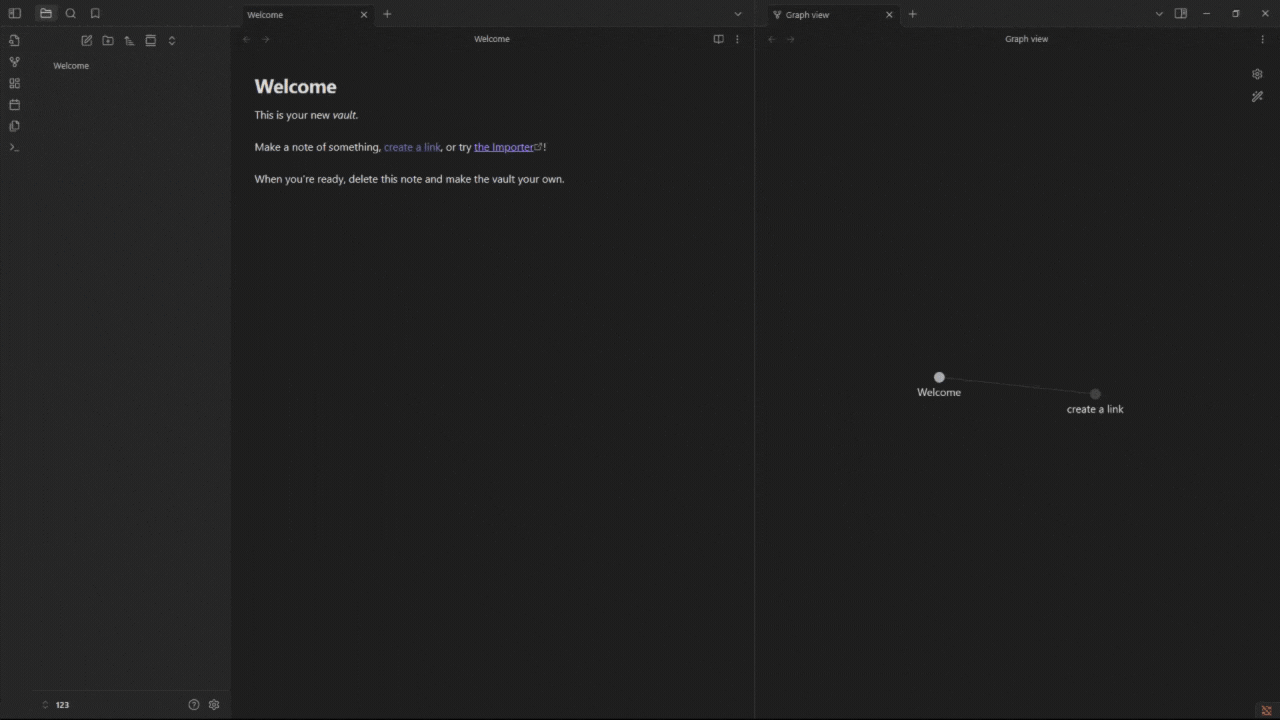 Welcome
Graph view
Welcome
Graph view
Welcome
Welcome
This is your new vault.
Make a note of something, create a link, or try the Importer!
When you're ready, delete this note and make the vault your own.
Welcome
create a link
123